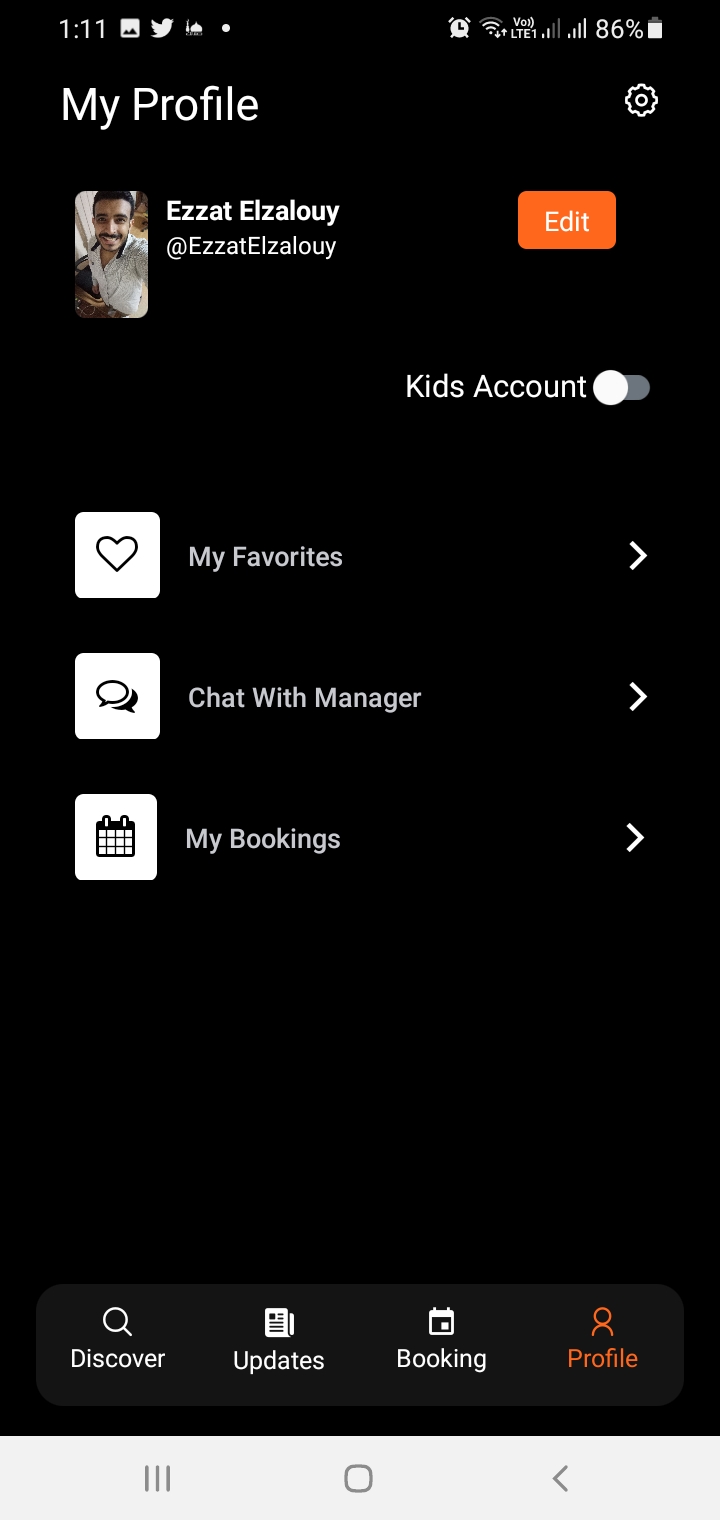 1:11 Vo)) LTE1 86%
My Profile
Ezzat Elzalouy
Edit
@EzzatElzalouy
Kids Account
My Favorites
Chat With Manager
My Bookings
Discover Updates Booking Profile